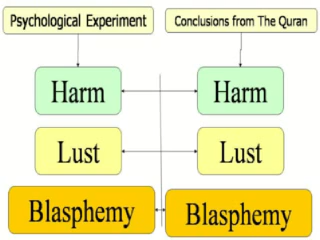 Psychological Experiment
Conclusions from The Quran
Harm
Harm
Lust
Lust
Blasphemy
Blasphemy